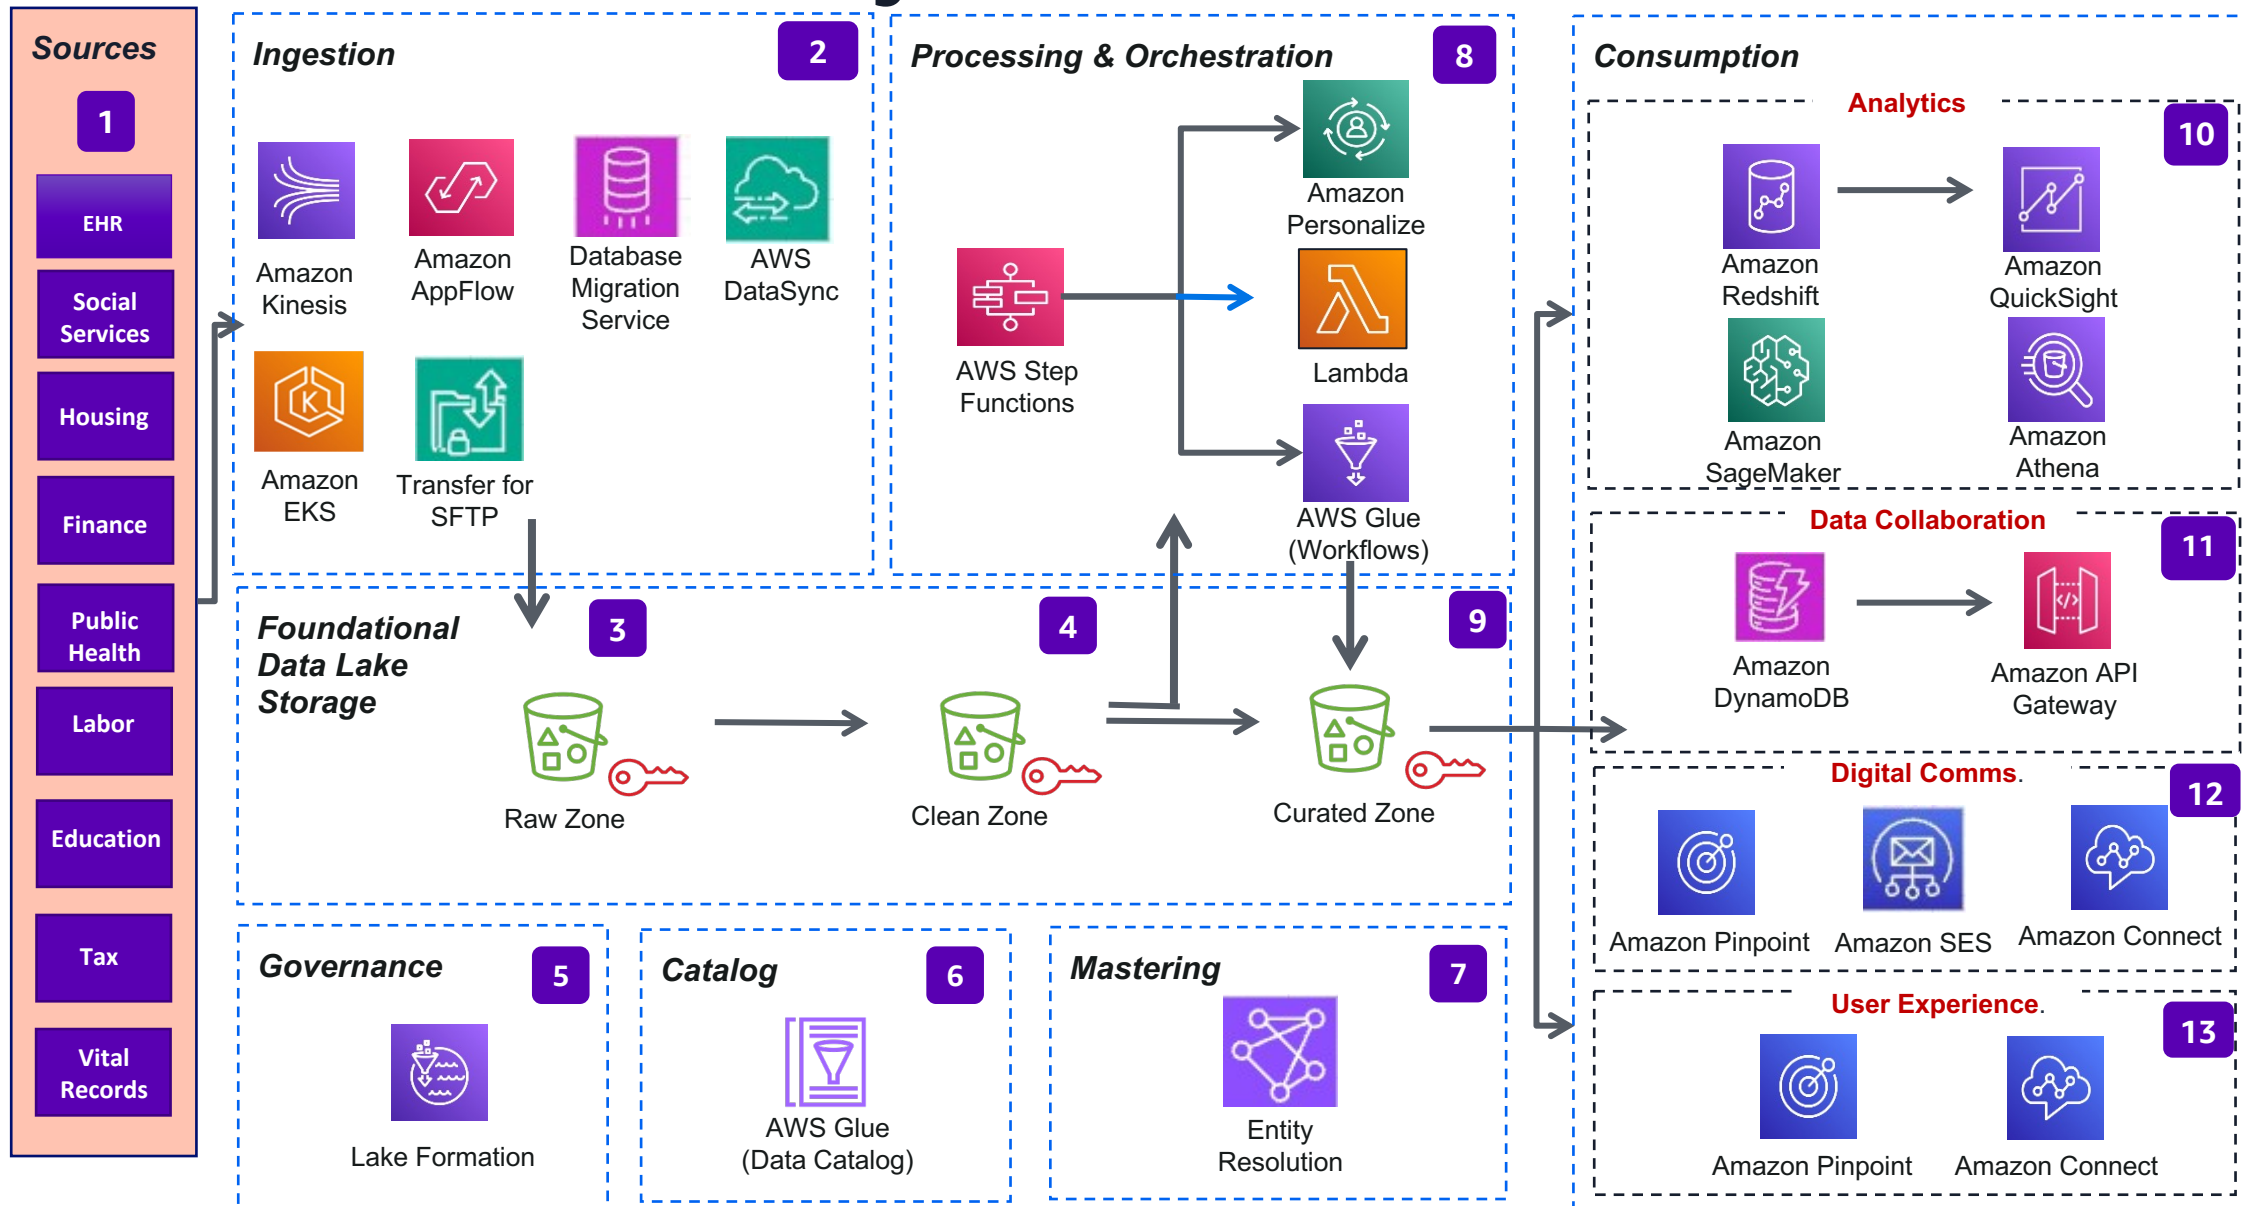 Sources
1
EHR
Social
Services
Housing
Finance
Public
Health
Labor
Education
Tax
Vital
Records
Ingestion
2
Amazon
Kinesis
Amazon
AppFlow
Database
Migration
Service
AWS
DataSync
Amazon
EKS
Transfer for
SFTP
Processing & Orchestration
8
AWS Step
Functions
Amazon
Personalize
Lambda
AWS Glue
(Workflows)
Foundational
Data Lake
Storage
3
Raw Zone
4
Clean Zone
9
Curated Zone
Governance
5
Lake Formation
Catalog
6
AWS Glue
(Data Catalog)
Mastering
7
Entity
Resolution
Consumption
Analytics
10
Amazon
Redshift
Amazon
QuickSight
Amazon
SageMaker
Amazon
Athena
Data Collaboration
11
Amazon
DynamoDB
Amazon API
Gateway
Digital Comms.
12
Amazon Pinpoint
Amazon SES
Amazon Connect
User Experience.
13
Amazon Pinpoint
Amazon Connect